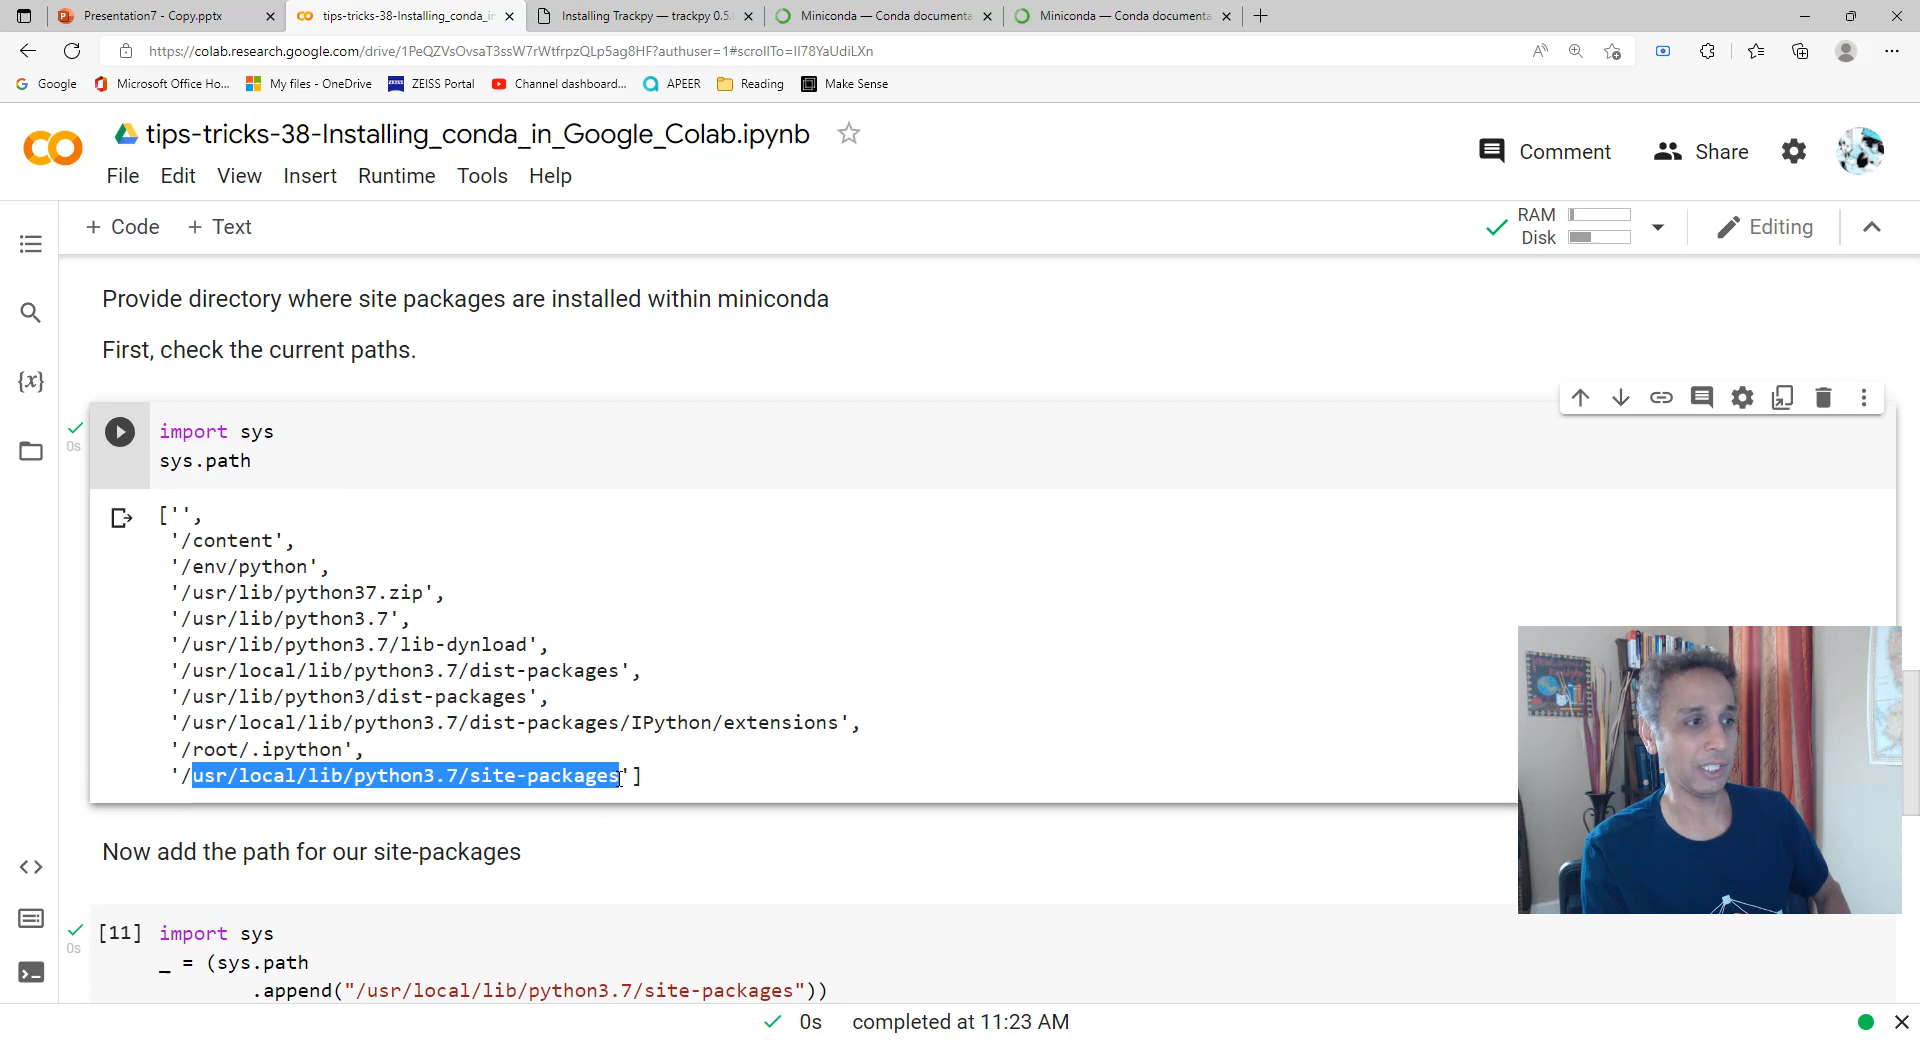 Presentation7 - Copy.pptx
tips-tricks-38-Installing_conda_in
Installing Trackpy — trackpy 0.5.
Miniconda — Conda documenta
Miniconda — Conda documenta
https://colab.research.google.com/drive/1PeQZVsOvsaT3ssW7rWtfrpzQLp5ag8HF?authuser=1#scrollTo=II78YaUdiLXn
Google
Microsoft Office Ho...
My files - OneDrive
ZEISS Portal
Channel dashboard...
APEER
Reading
Make Sense
tips-tricks-38-Installing_conda_in_Google_Colab.ipynb
Comment
Share
File Edit View Insert Runtime Tools Help
+ Code + Text
RAM
Disk
Editing
Provide directory where site packages are installed within miniconda
First, check the current paths.
0s
import sys
sys.path
['',
'/content',
'/env/python',
'/usr/lib/python37.zip',
'/usr/lib/python3.7',
'/usr/lib/python3.7/lib-dynload',
'/usr/local/lib/python3.7/dist-packages',
'/usr/lib/python3/dist-packages',
'/usr/local/lib/python3.7/dist-packages/IPython/extensions',
'/root/.ipython',
'/usr/local/lib/python3.7/site-packages']
Now add the path for our site-packages
0s
[11] import sys
_ = (sys.path
.append("/usr/local/lib/python3.7/site-packages"))
0s completed at 11:23 AM